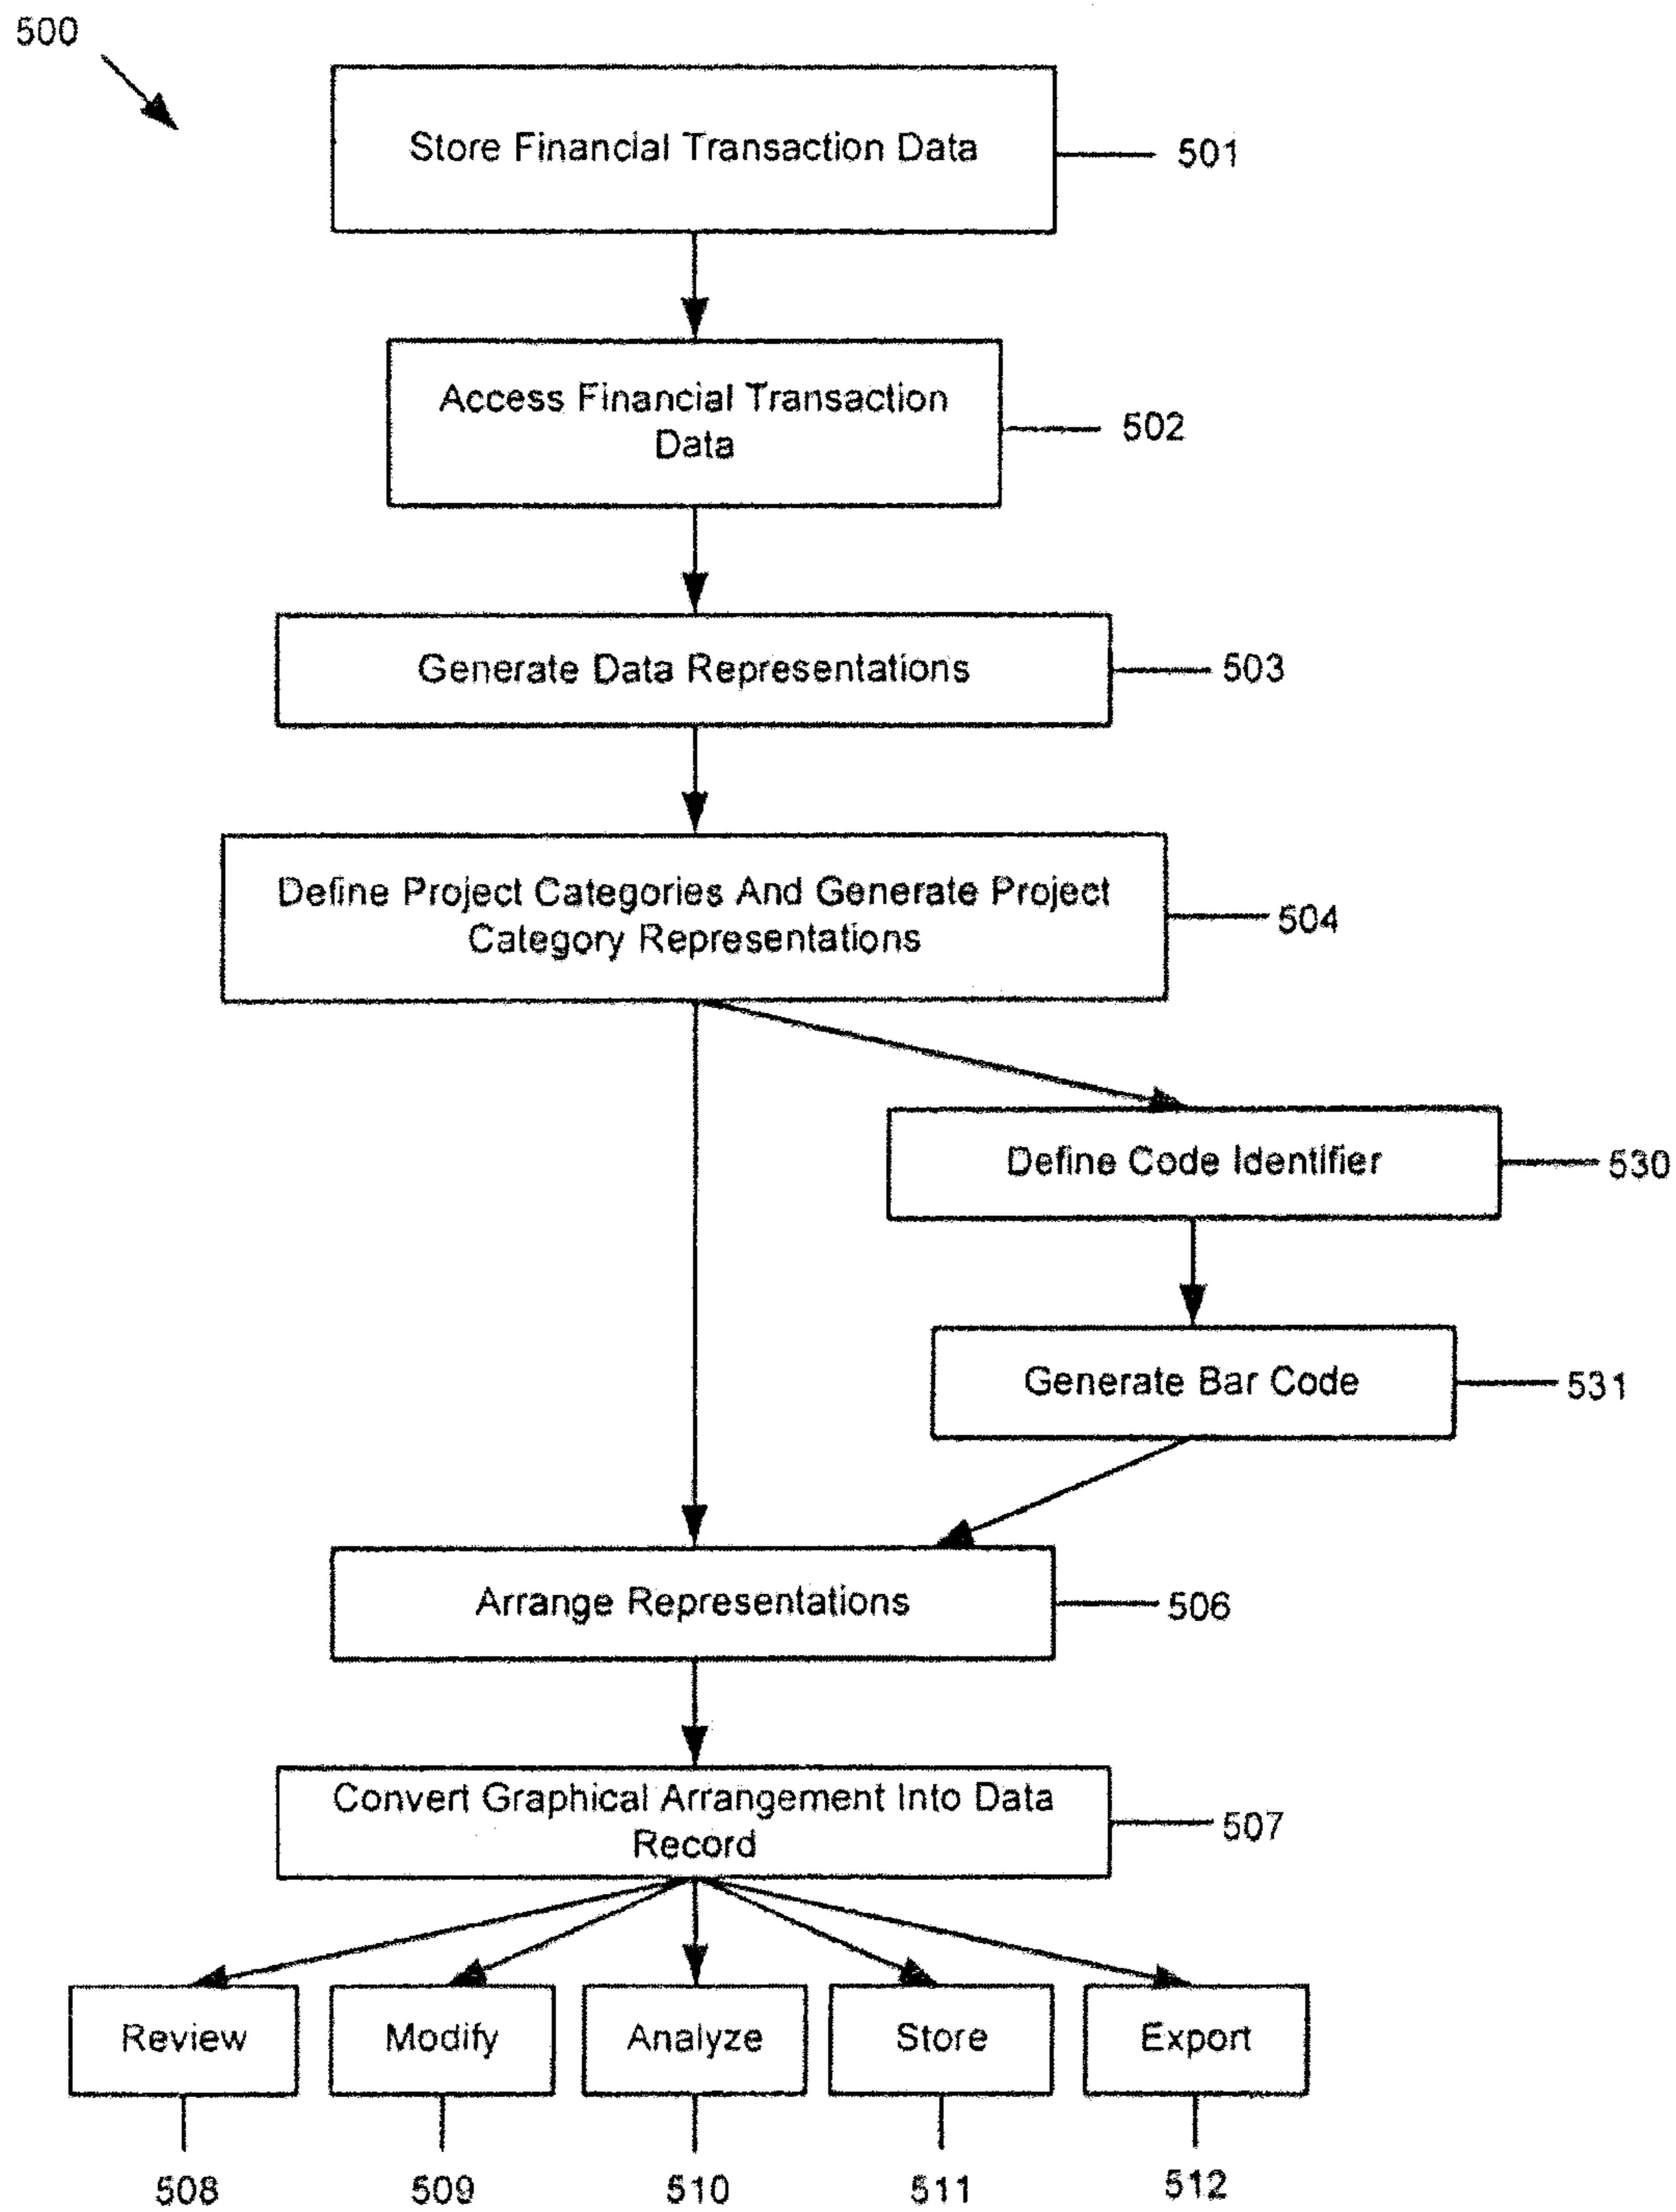 500
Store Financial Transaction Data
501
Access Financial Transaction
Data
502
Generate Data Representations
503
Define Project Categories And Generate Project
Category Representations
504
Define Code Identifier
530
Generate Bar Code
531
Arrange Representations
506
Convert Graphical Arrangement Into Data
Record
507
Review
Modify
Analyze
Store
Export
508
509
510
511
512